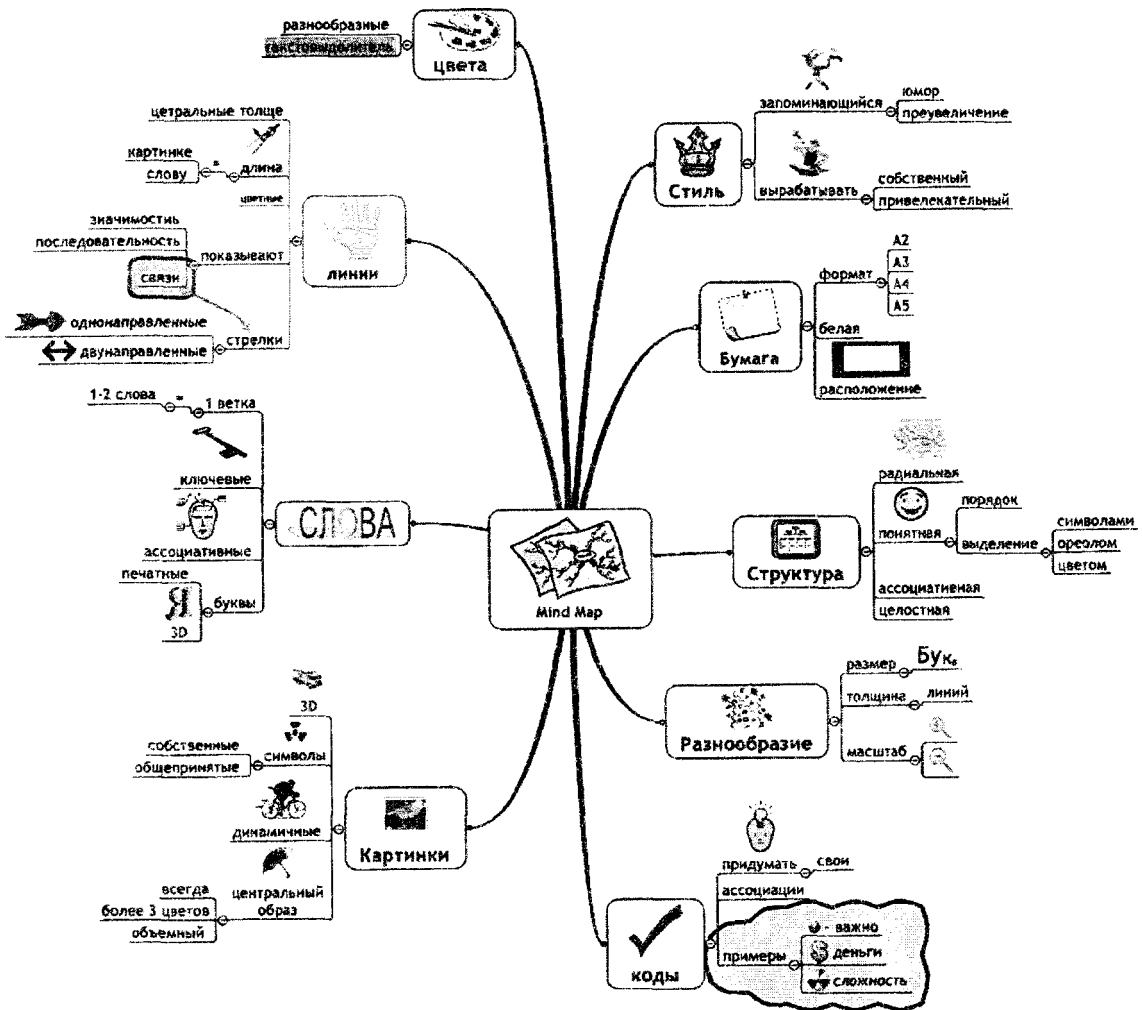 разнообразные
текстовыделитель
цвета
цетральные толще
картинке
слову
=
длина
цветные
значимостиь
последовательность
показывают
связи
линии
однонаправленные
двунаправленные
стрелки
1-2 слова
=
1 ветка
ключевые
ассоциативные
печатные
Я
3D
буквы
СЛОВА
3D
собственные
общепринятые
символы
динамичные
всегда
более 3 цветов
объемный
центральный
образ
Картинки
Mind Map
Стиль
запоминающийся
юмор
преувеличение
вырабатывать
собственный
привелекательный
Бумага
формат
A2
A3
A4
A5
белая
расположение
Структура
радиальная
понятная
порядок
выделение
символами
ореолом
цветом
ассоциативная
целостная
Разнообразие
размер
Букв
толщина
линий
масштаб
коды
придумать
свои
ассоциации
примеры
- важно
деньги
сложность